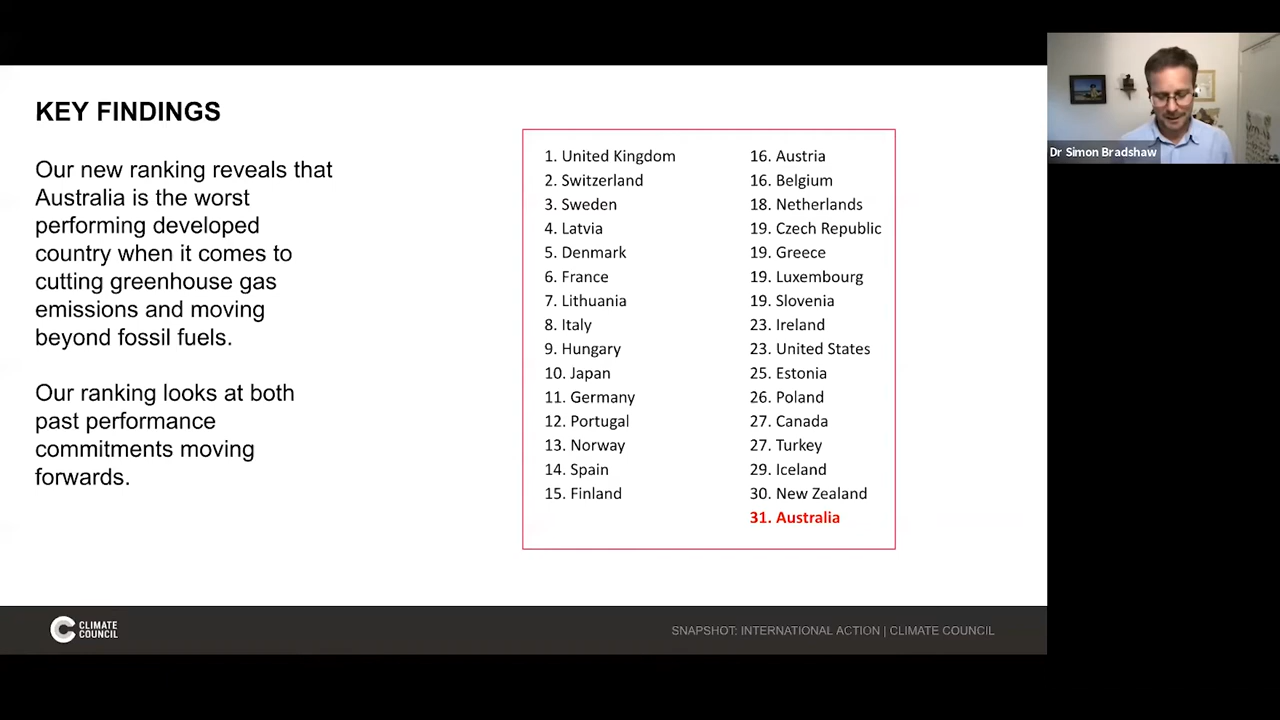 KEY FINDINGS
Our new ranking reveals that
Australia is the worst
performing developed
country when it comes to
cutting greenhouse gas
emissions and moving
beyond fossil fuels.
Our ranking looks at both
past performance
commitments moving
forwards.
1. United Kingdom
2. Switzerland
3. Sweden
4. Latvia
5. Denmark
6. France
7. Lithuania
8. Italy
9. Hungary
10. Japan
11. Germany
12. Portugal
13. Norway
14. Spain
15. Finland
16. Austria
16. Belgium
18. Netherlands
19. Czech Republic
19. Greece
19. Luxembourg
19. Slovenia
23. Ireland
23. United States
25. Estonia
26. Poland
27. Canada
27. Turkey
29. Iceland
30. New Zealand
31. Australia
CLIMATE
COUNCIL
SNAPSHOT: INTERNATIONAL ACTION | CLIMATE COUNCIL
Dr Simon Bradshaw